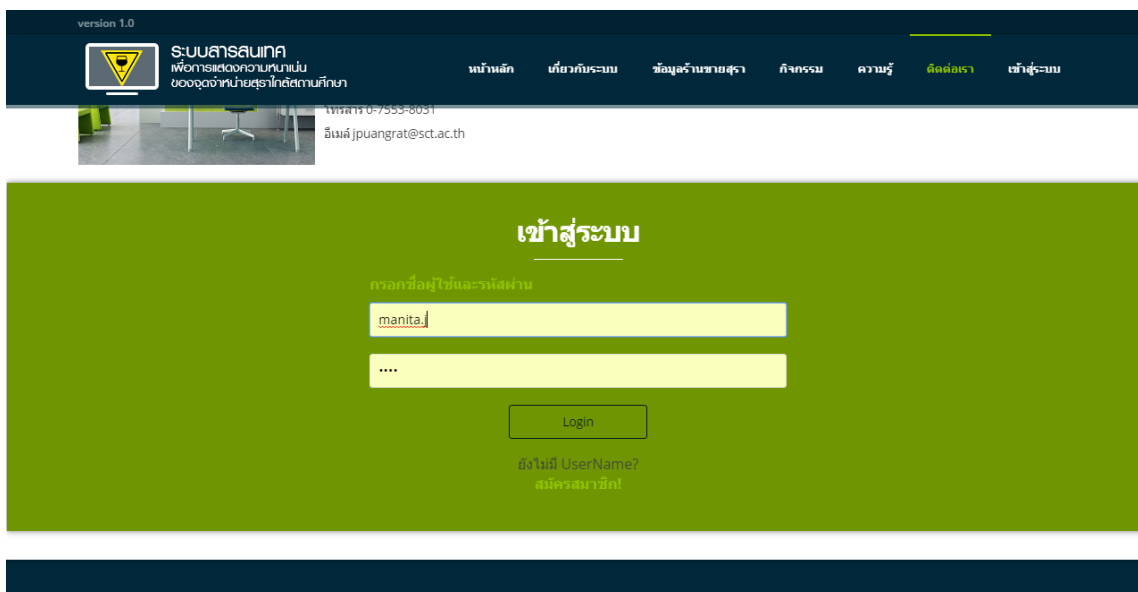 version 1.0
ระบบสารสนเทศ
เพื่อการแสดงความหนาแน่น
ของจุดจำหน่ายสุราใกล้สถานศึกษา
หน้าหลัก เกี่ยวกับระบบ ข้อมูลร้านขายสุรา กิจกรรม ความรู้ ติดต่อเรา เข้าสู่ระบบ
โทรสาร 0-7553-8031
อีเมล์ jpuangrat@sct.ac.th
เข้าสู่ระบบ
กรอกชื่อผู้ใช้และรหัสผ่าน
manita.j
••••
Login
ยังไม่มี UserName?
สมัครสมาชิก!